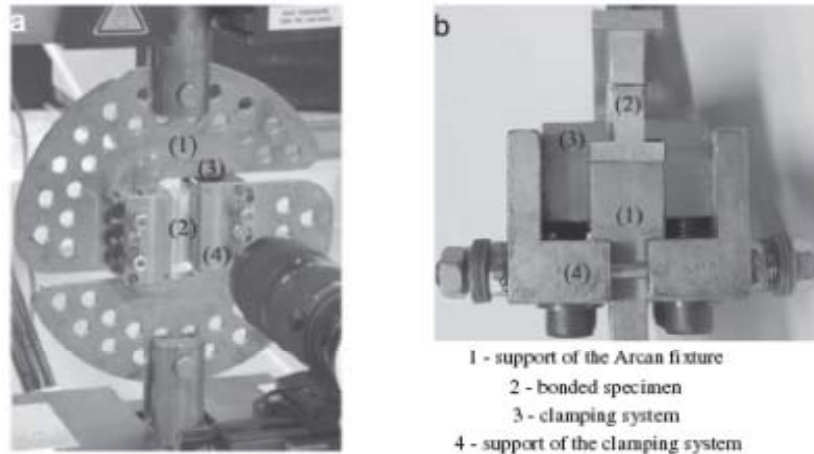 a
(1)
(3)
(2)
(4)
b
(2)
(3)
(1)
(4)
1 - support of the Arcan fixture
2 - bonded specimen
3 - clamping system
4 - support of the clamping system